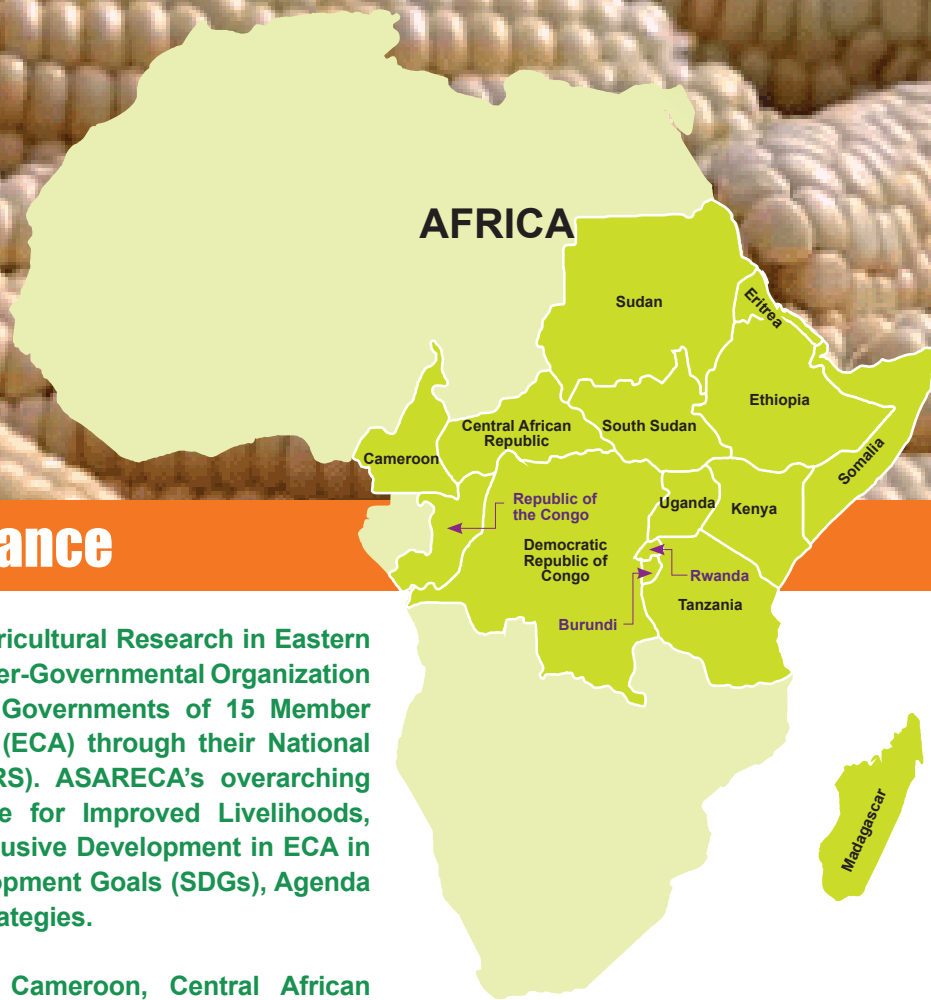 AFRICA
Sudan
Eritrea
Ethiopia
Central African
Republic
South Sudan
Cameroon
Somalia
Republic of
the Congo
Uganda
Kenya
Democratic
Republic of
Congo
Rwanda
Tanzania
Burundi
Madagascar
ance
ricultural Research in Eastern
er-Governmental Organization
Governments of 15 Member
(ECA) through their National
RS). ASARECA’s overarching
e for Improved Livelihoods,
usive Development in ECA in
opment Goals (SDGs), Agenda
ategies.
Cameroon, Central African